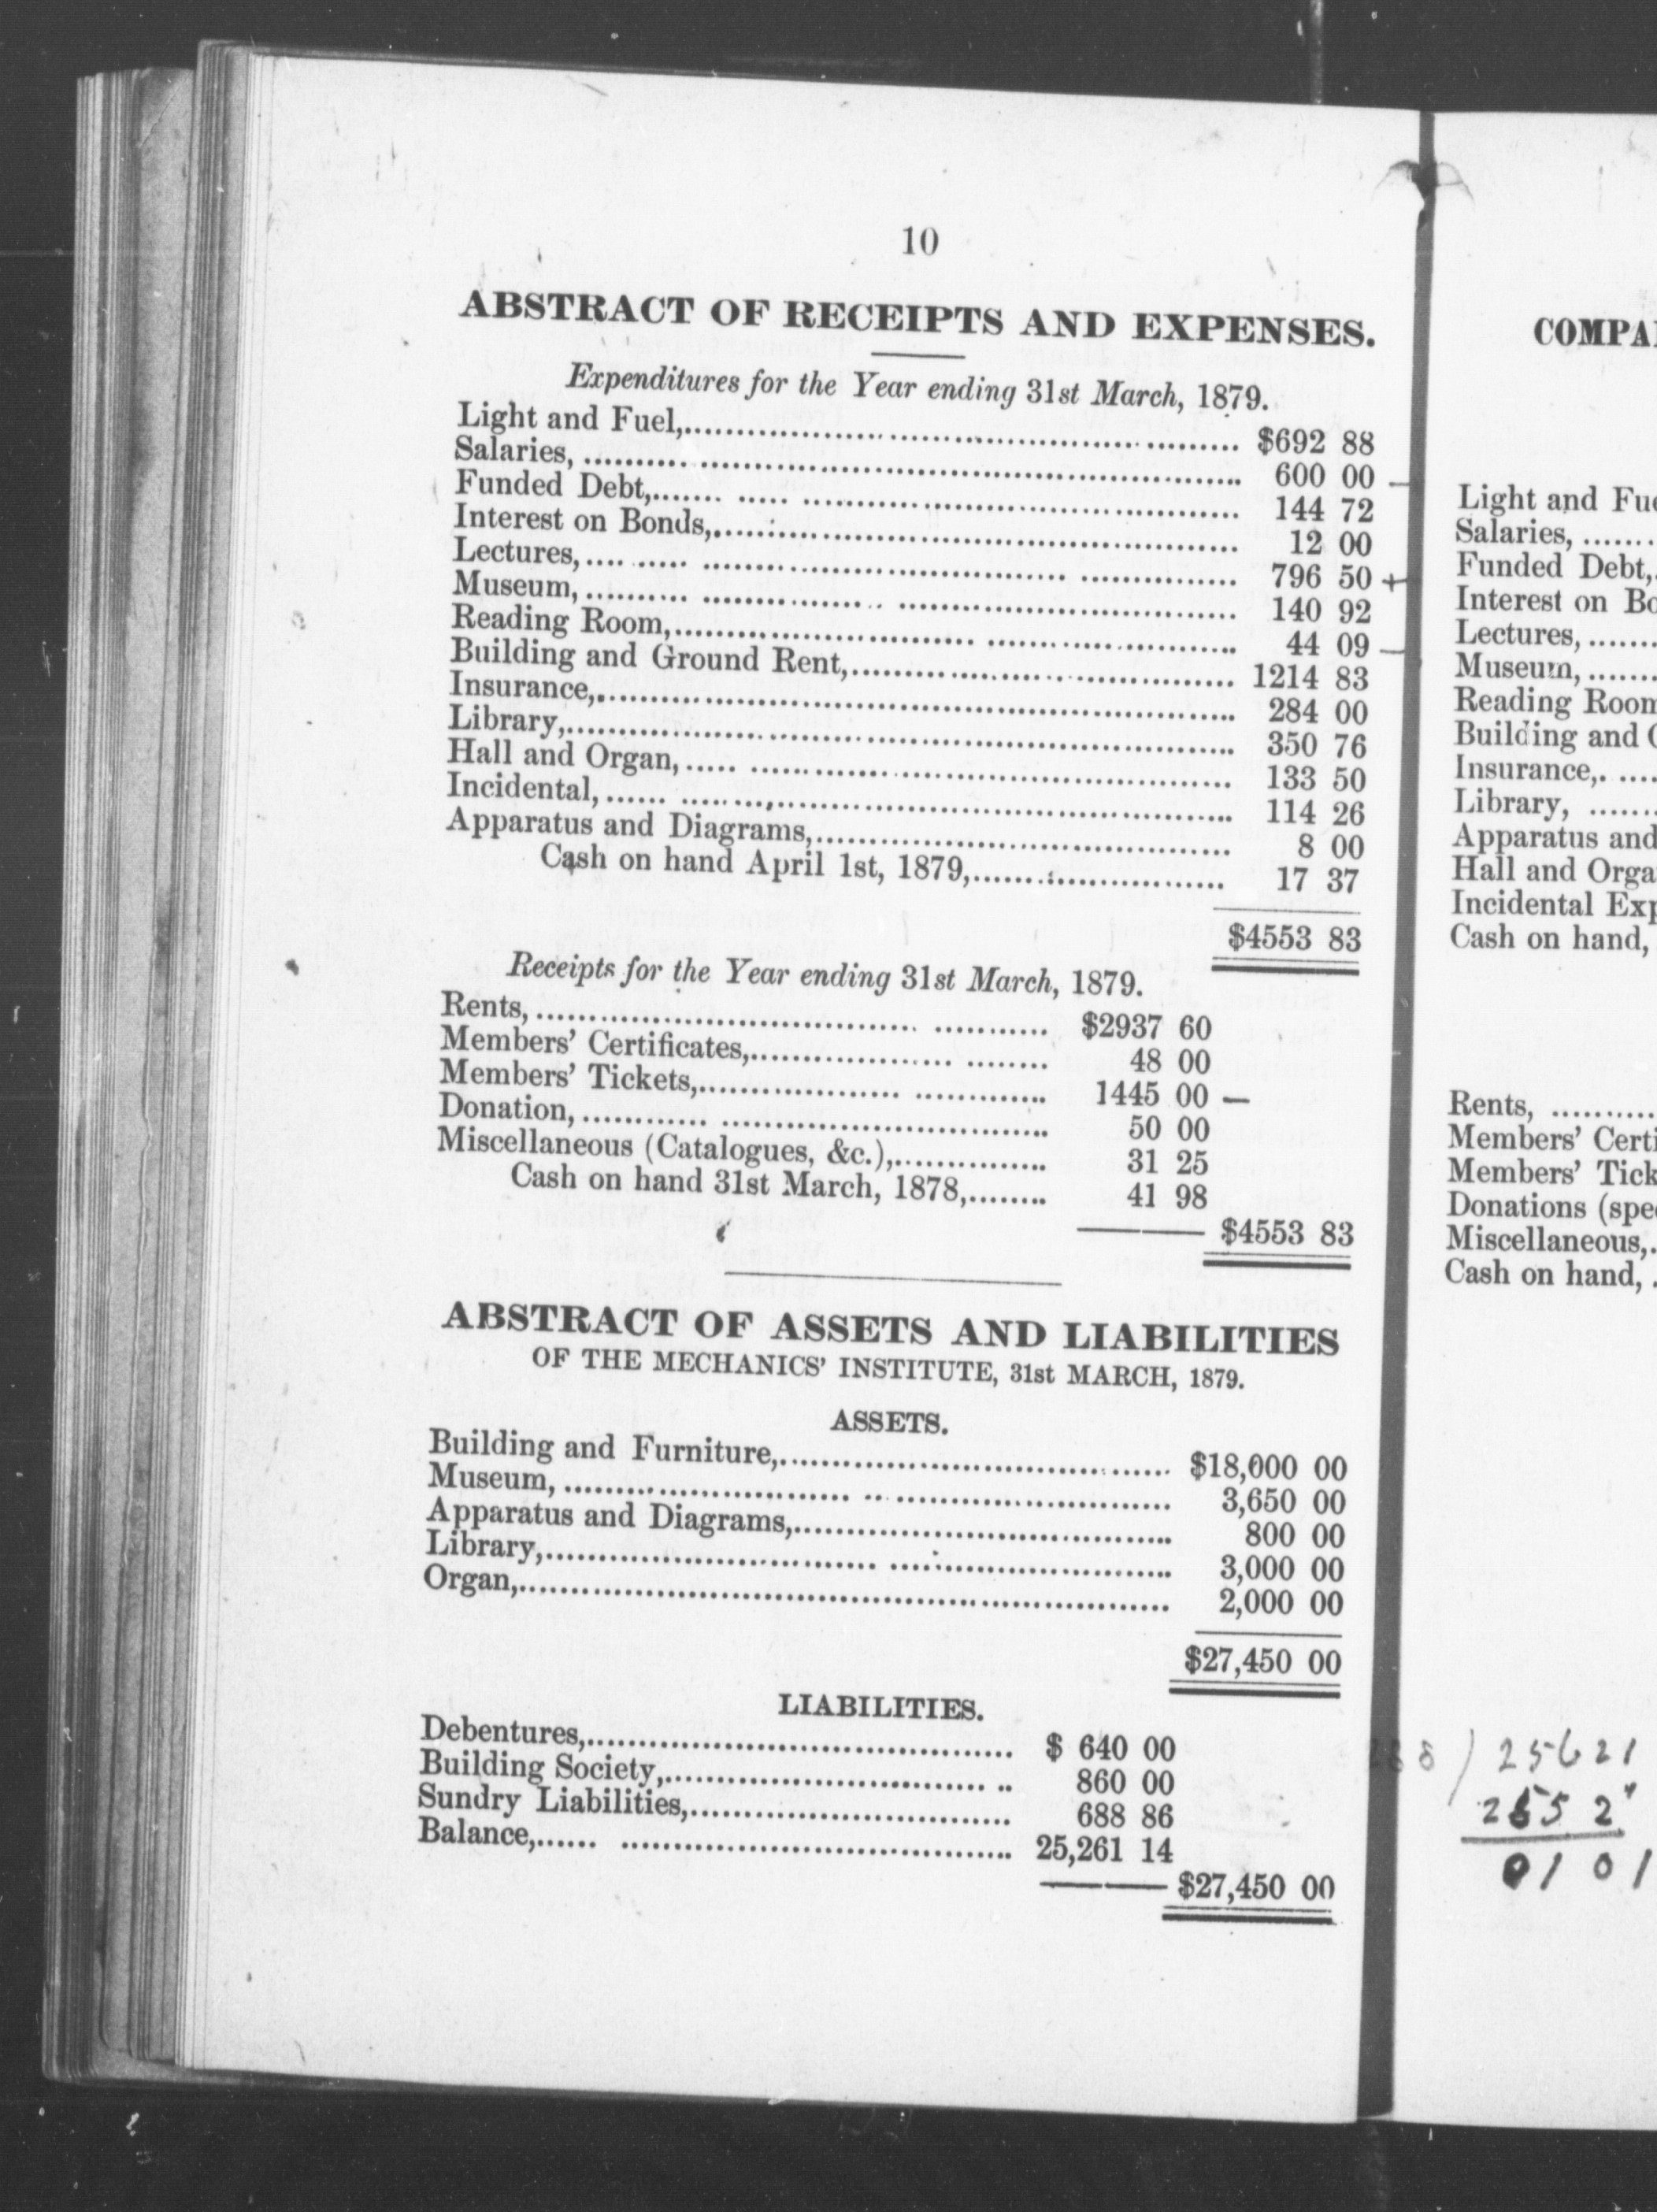 10
ABSTRACT OF RECEIPTS AND EXPENSES.
Expenditures for the Year ending 31st March, 1879.
Light and Fuel,.......... $692 88
Salaries, .......... 600 00 —
Funded Debt,.......... 144 72
Interest on Bonds,.......... 12 00
Lectures,.......... 796 50 +
Museum,.......... 140 92
Reading Room,.......... 44 09 —
Building and Ground Rent,.......... 1214 83
Insurance,.......... 284 00
Library,.......... 350 76
Hall and Organ,.......... 133 50
Incidental,.......... 114 26
Apparatus and Diagrams,.......... 8 00
Cash on hand April 1st, 1879,.......... 17 37
$4553 83
Receipts for the Year ending 31st March, 1879.
Rents,.......... $2937 60
Members' Certificates,.......... 48 00
Members' Tickets,.......... 1445 00 —
Donation,.......... 50 00
Miscellaneous (Catalogues, &c.),.......... 31 25
Cash on hand 31st March, 1878,........ 41 98
$4553 83
ABSTRACT OF ASSETS AND LIABILITIES
OF THE MECHANICS' INSTITUTE, 31st MARCH, 1879.
ASSETS.
Building and Furniture,.......... $18,000 00
Museum,.......... 3,650 00
Apparatus and Diagrams,.......... 800 00
Library,.......... 3,000 00
Organ,.......... 2,000 00
$27,450 00
LIABILITIES.
Debentures,.......... $ 640 00
Building Society,.......... 860 00
Sundry Liabilities,.......... 688 86
Balance,.......... 25,261 14
$27,450 00
COMPA
Light and Fu
Salaries, .......
Funded Debt,
Interest on Bo
Lectures, .......
Museum, .......
Reading Room
Building and
Insurance,. ....
Library, .......
Apparatus and
Hall and Orga
Incidental Exp
Cash on hand,
Rents, ..........
Members' Certi
Members' Tick
Donations (spe
Miscellaneous,.
Cash on hand, .
25621
0101